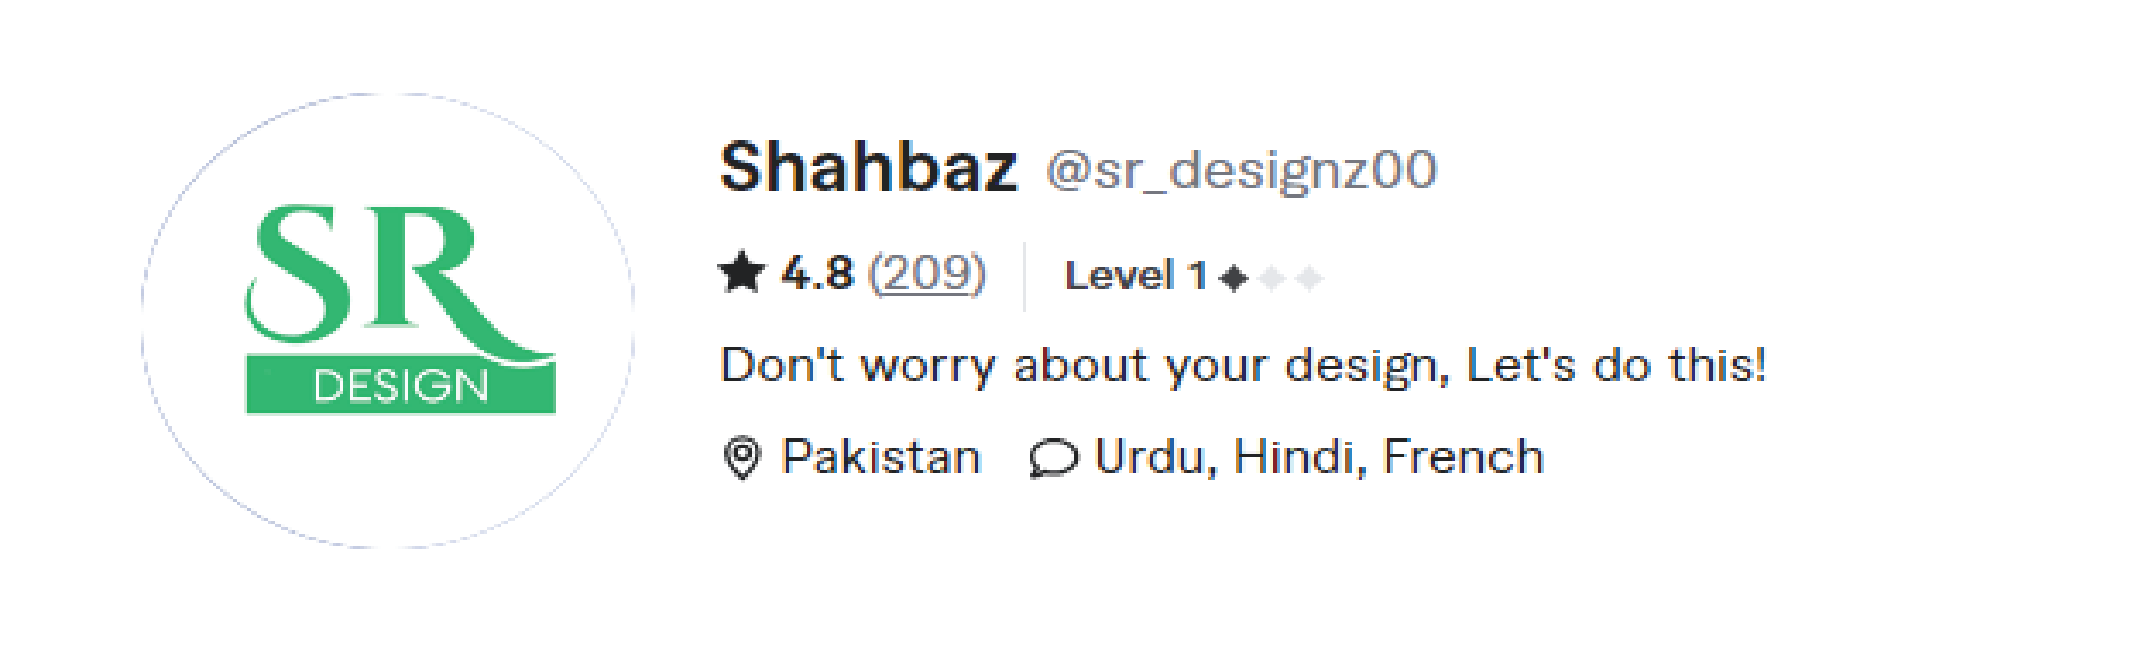 SR
DESIGN
Shahbaz @sr_designz00
4.8 (209) Level 1
Don't worry about your design, Let's do this!
Pakistan Urdu, Hindi, French